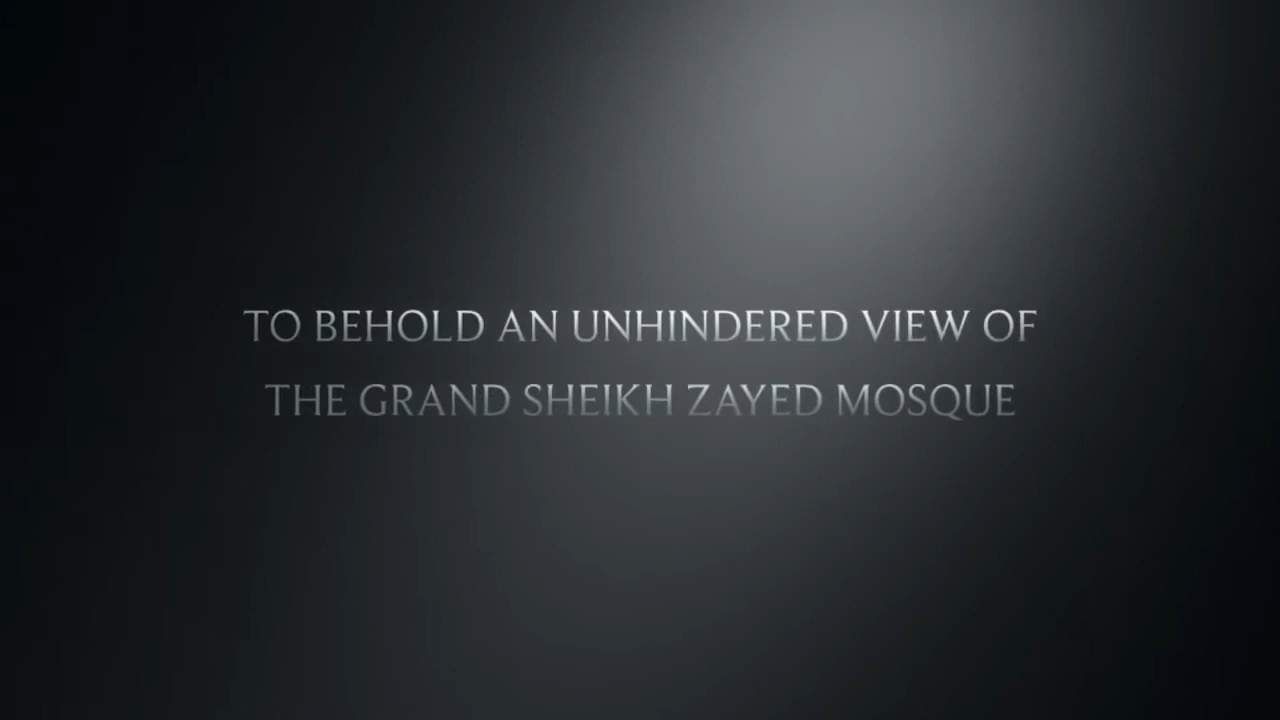 TO BEHOLD AN UNHINDERED VIEW OF
THE GRAND SHEIKH ZAYED MOSQUE